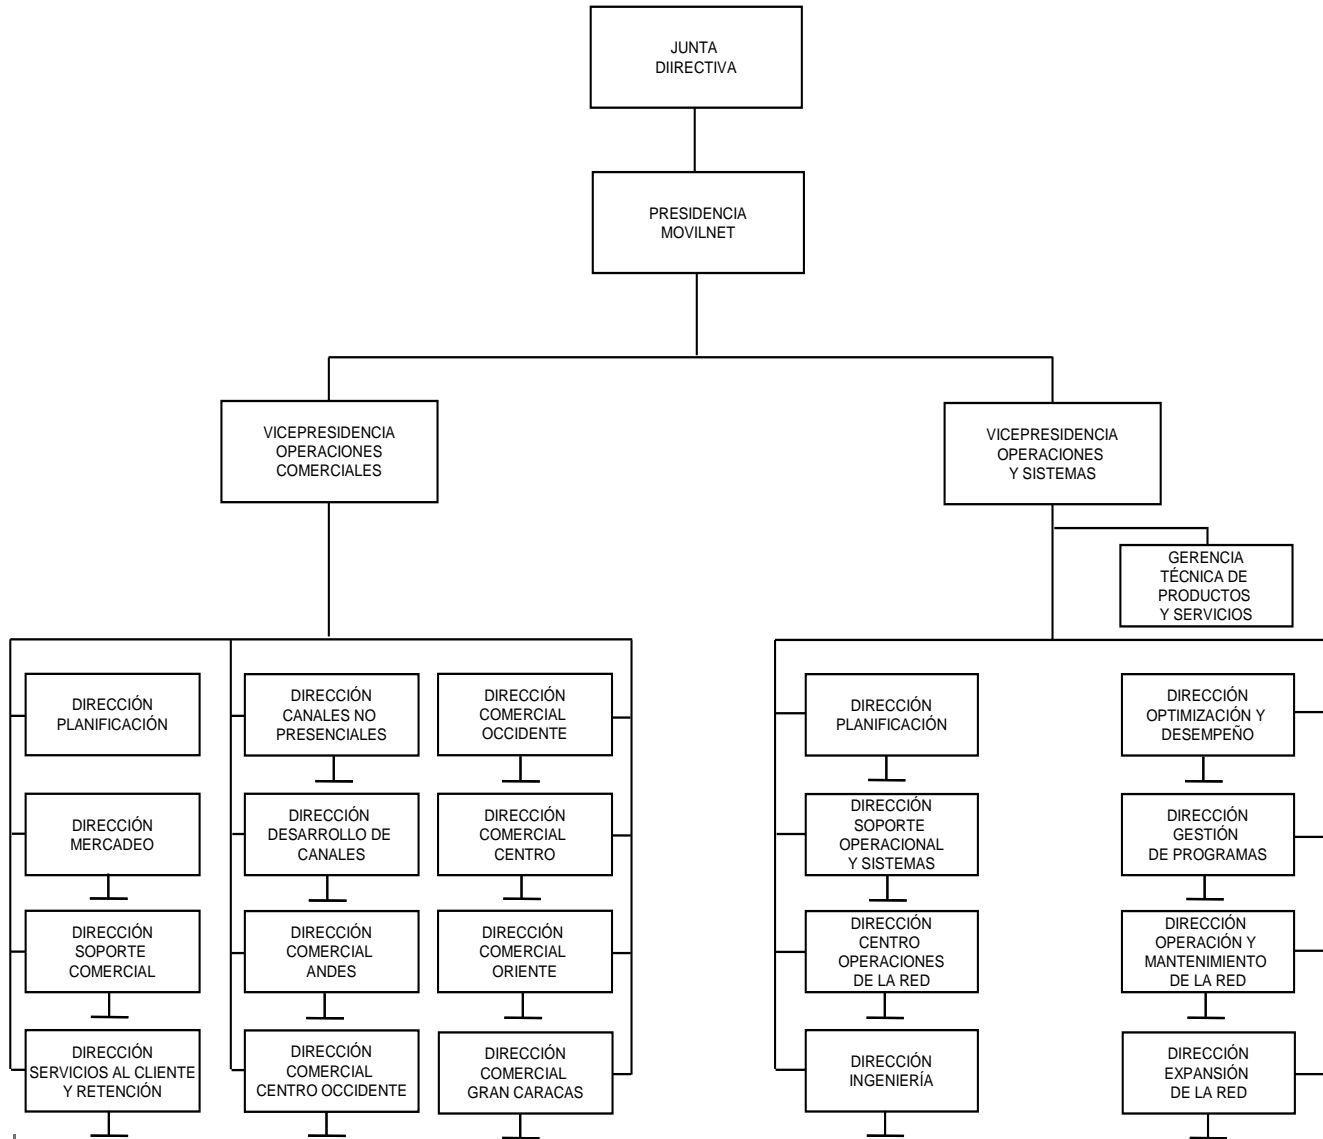 JUNTA
DIIRECTIVA
PRESIDENCIA
MOVILNET
VICEPRESIDENCIA
OPERACIONES
COMERCIALES
VICEPRESIDENCIA
OPERACIONES
Y SISTEMAS
GERENCIA
TÉCNICA DE
PRODUCTOS
Y SERVICIOS
DIRECCIÓN
PLANIFICACIÓN
DIRECCIÓN
CANALES NO
PRESENCIALES
DIRECCIÓN
COMERCIAL
OCCIDENTE
DIRECCIÓN
PLANIFICACIÓN
DIRECCIÓN
OPTIMIZACIÓN Y
DESEMPEÑO
DIRECCIÓN
MERCADEO
DIRECCIÓN
DESARROLLO DE
CANALES
DIRECCIÓN
COMERCIAL
CENTRO
DIRECCIÓN
SOPORTE
OPERACIONAL
Y SISTEMAS
DIRECCIÓN
GESTIÓN
DE PROGRAMAS
DIRECCIÓN
SOPORTE
COMERCIAL
DIRECCIÓN
COMERCIAL
ANDES
DIRECCIÓN
COMERCIAL
ORIENTE
DIRECCIÓN
CENTRO
OPERACIONES
DE LA RED
DIRECCIÓN
OPERACIÓN Y
MANTENIMIENTO
DE LA RED
DIRECCIÓN
SERVICIOS AL CLIENTE
Y RETENCIÓN
DIRECCIÓN
COMERCIAL
CENTRO OCCIDENTE
DIRECCIÓN
COMERCIAL
GRAN CARACAS
DIRECCIÓN
INGENIERÍA
DIRECCIÓN
EXPANSIÓN
DE LA RED